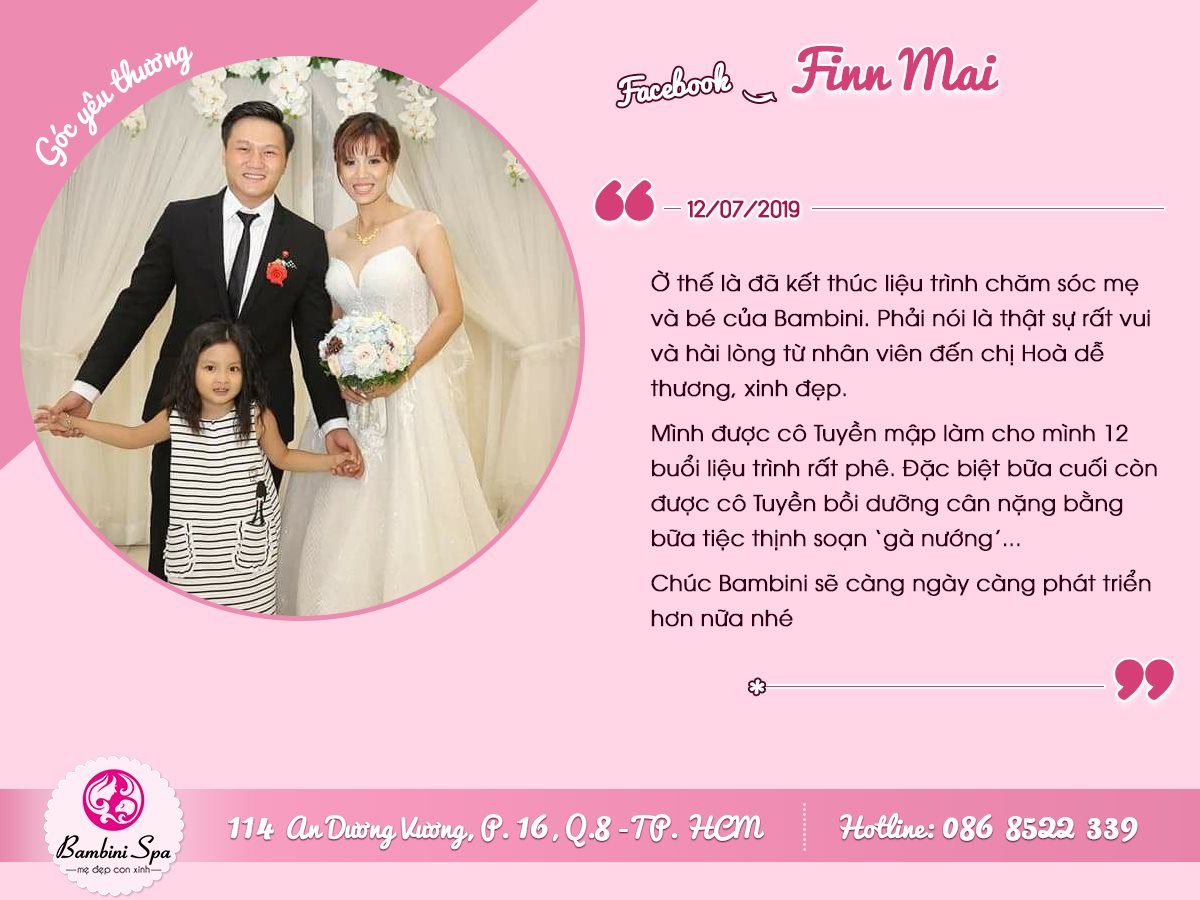 Góc yêu thương
Facebook
Finn Mai
12/07/2019
Ờ thế là đã kết thúc liệu trình chăm sóc mẹ
và bé của Bambini. Phải nói là thật sự rất vui
và hài lòng từ nhân viên đến chị Hoà dễ
thương, xinh đẹp.
Mình được cô Tuyền mập làm cho mình 12
buổi liệu trình rất phê. Đặc biệt bữa cuối còn
được cô Tuyền bồi dưỡng cân nặng bằng
bữa tiệc thịnh soạn ‘gà nướng’...
Chúc Bambini sẽ càng ngày càng phát triển
hơn nữa nhé
Bambini Spa
mẹ đẹp con xinh
114 An Dương Vương, P. 16, Q.8 - TP. HCM
Hotline: 086 8522 339